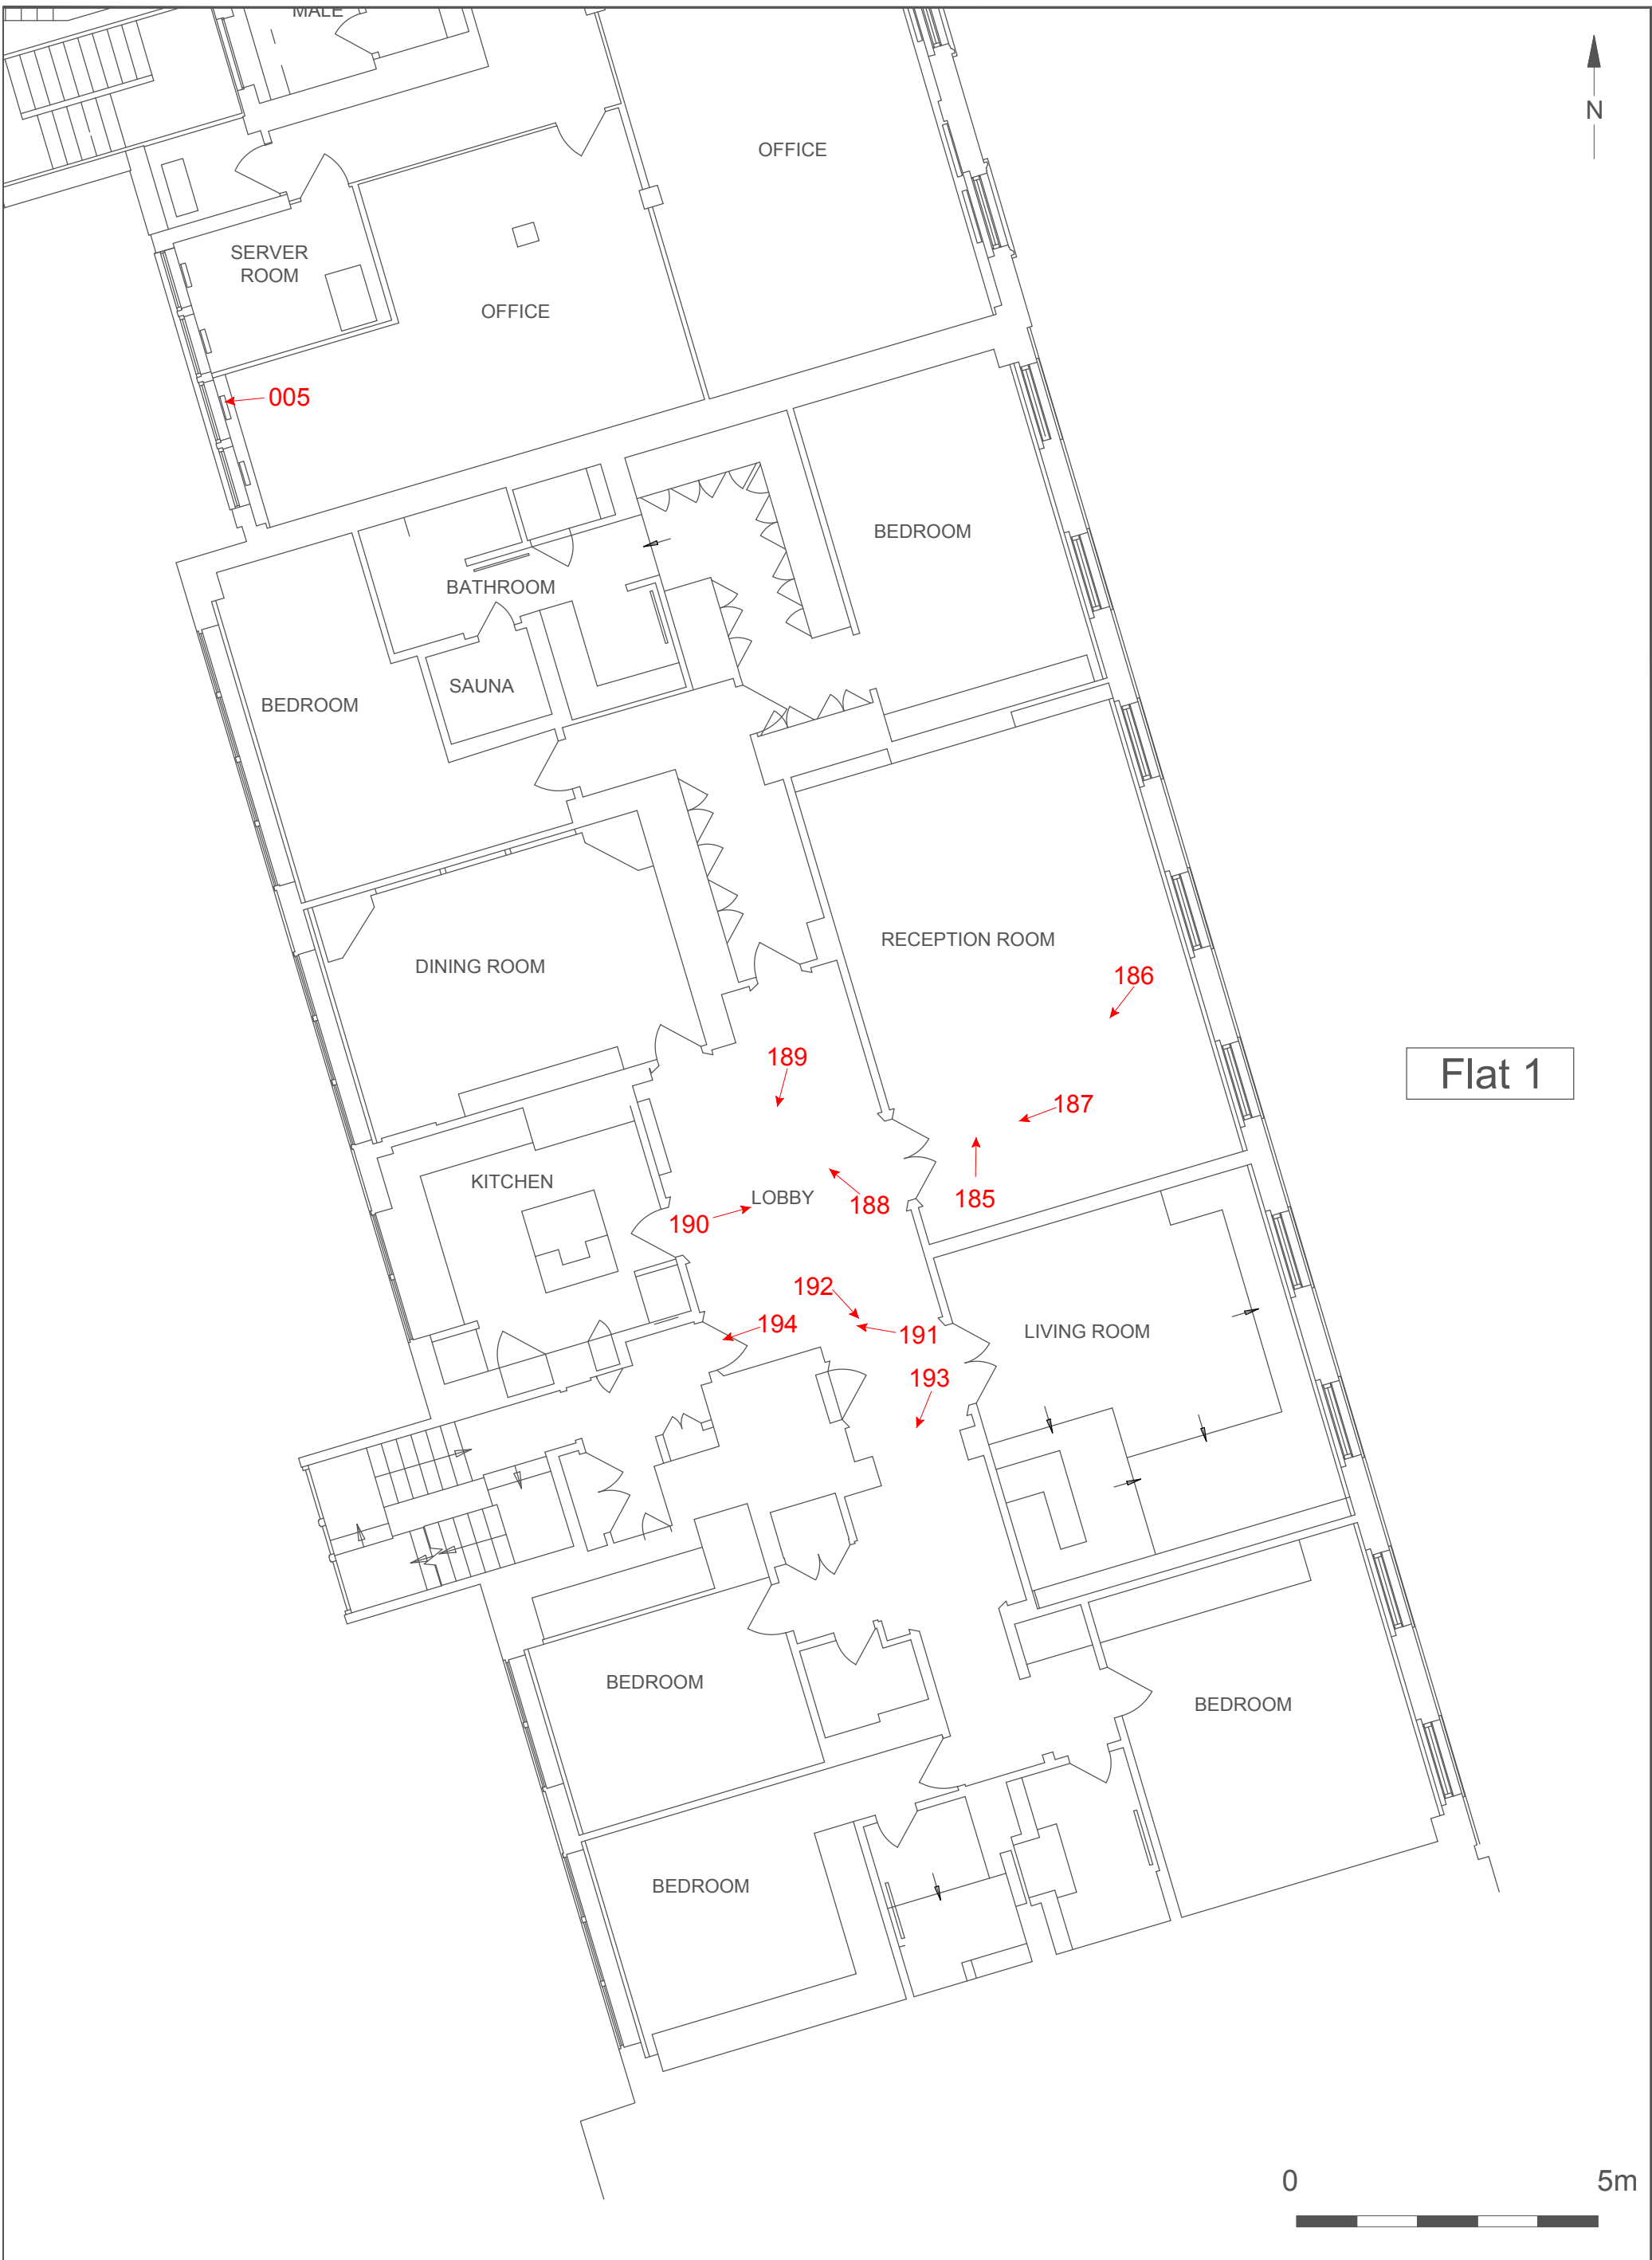 MALE
N
OFFICE
SERVER
ROOM
OFFICE
005
BEDROOM
BATHROOM
SAUNA
BEDROOM
RECEPTION ROOM
DINING ROOM
186
189
Flat 1
187
KITCHEN
185
LOBBY
188
190
192
194
191
LIVING ROOM
193
BEDROOM
BEDROOM
BEDROOM
0 5m